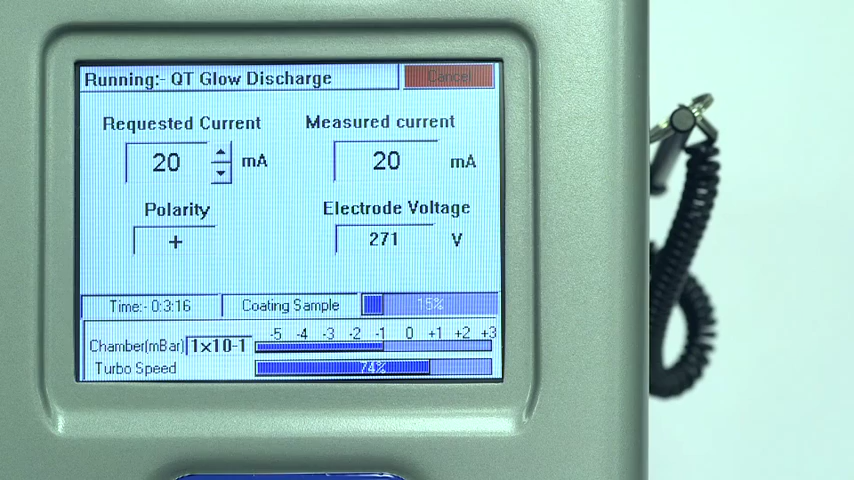 Running:- QT Glow Discharge Cancel
Requested Current Measured current
20 mA 20 mA
Polarity Electrode Voltage
+ 271 V
Time:- 0:3:16 Coating Sample 15%
-5 -4 -3 -2 -1 0 +1 +2 +3
Chamber(mBar) 1×10-1
Turbo Speed 74%